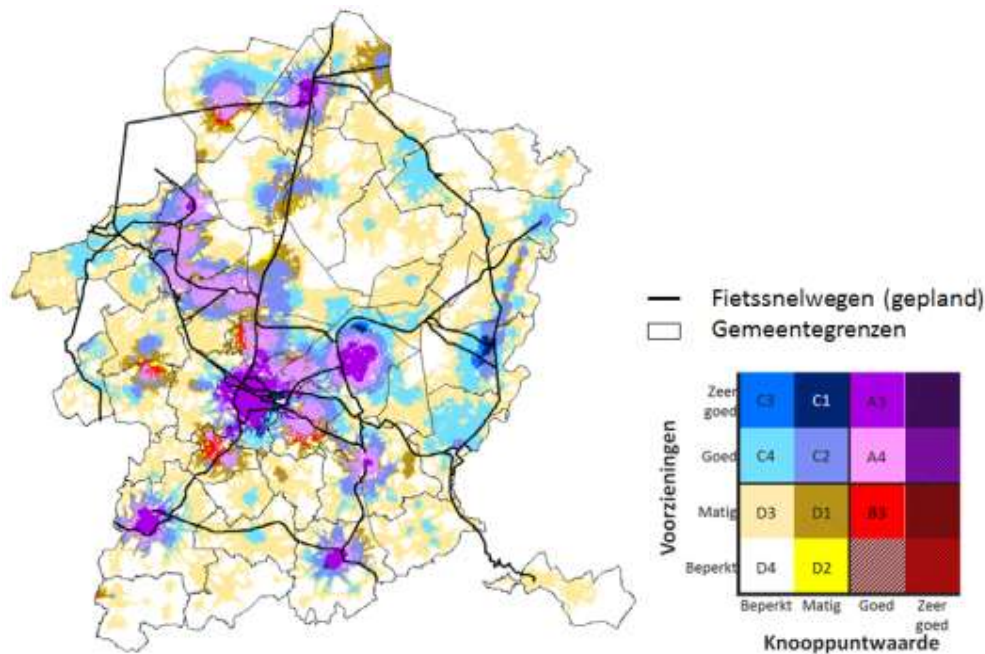 Fietssnelwegen (gepland)
Gemeentegrenzen
Voorzieningen
Zeer goed
C3 C1 A3
Goed
C4 C2 A4
Matig
D3 D1 B3
Beperkt
D4 D2
Beperkt Matig Goed Zeer goed
Knooppuntwaarde